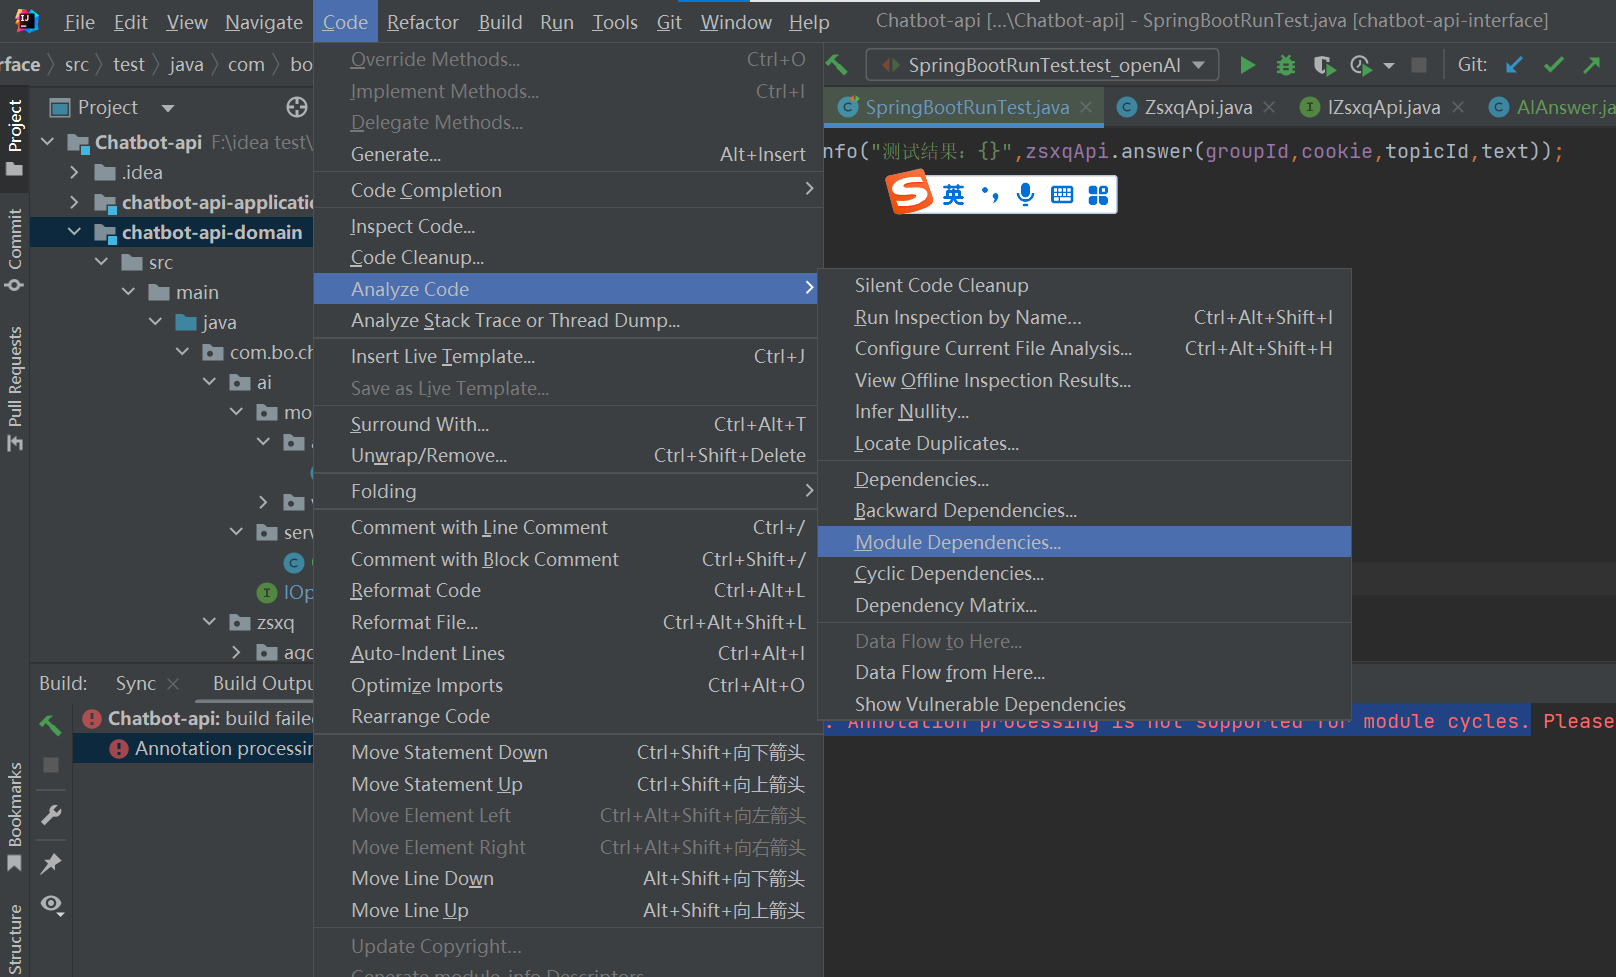 File Edit View Navigate Code Refactor Build Run Tools Git Window Help Chatbot-api [...\Chatbot-api] - SpringBootRunTest.java [chatbot-api-interface]
rface src test java com bo SpringBootRunTest.test_openAI Git:
Project
SpringBootRunTest.java ZsxqApi.java IZsxqApi.java AIAnswer.ja
nfo("测试结果：{}",zsxqApi.answer(groupId,cookie,topicId,text));
英
Project
Commit
Pull Requests
Bookmarks
Structure
Chatbot-api F:\idea test\
.idea
chatbot-api-applicatio
chatbot-api-domain
src
main
java
com.bo.ch
ai
mo
serv
C
I IOp
zsxq
agg
Build: Sync Build Outpu
Chatbot-api: build failed
Annotation processin
Override Methods... Ctrl+O
Implement Methods... Ctrl+I
Delegate Methods...
Generate... Alt+Insert
Code Completion
Inspect Code...
Code Cleanup...
Analyze Code
Analyze Stack Trace or Thread Dump...
Insert Live Template... Ctrl+J
Save as Live Template...
Surround With... Ctrl+Alt+T
Unwrap/Remove... Ctrl+Shift+Delete
Folding
Comment with Line Comment Ctrl+/
Comment with Block Comment Ctrl+Shift+/
Reformat Code Ctrl+Alt+L
Reformat File... Ctrl+Alt+Shift+L
Auto-Indent Lines Ctrl+Alt+I
Optimize Imports Ctrl+Alt+O
Rearrange Code
Move Statement Down Ctrl+Shift+向下箭头
Move Statement Up Ctrl+Shift+向上箭头
Move Element Left Ctrl+Alt+Shift+向左箭头
Move Element Right Ctrl+Alt+Shift+向右箭头
Move Line Down Alt+Shift+向下箭头
Move Line Up Alt+Shift+向上箭头
Update Copyright...
Generate module-info Descriptors
Silent Code Cleanup
Run Inspection by Name... Ctrl+Alt+Shift+I
Configure Current File Analysis... Ctrl+Alt+Shift+H
View Offline Inspection Results...
Infer Nullity...
Locate Duplicates...
Dependencies...
Backward Dependencies...
Module Dependencies...
Cyclic Dependencies...
Dependency Matrix...
Data Flow to Here...
Data Flow from Here...
Show Vulnerable Dependencies
. Annotation processing is not supported for module cycles. Please